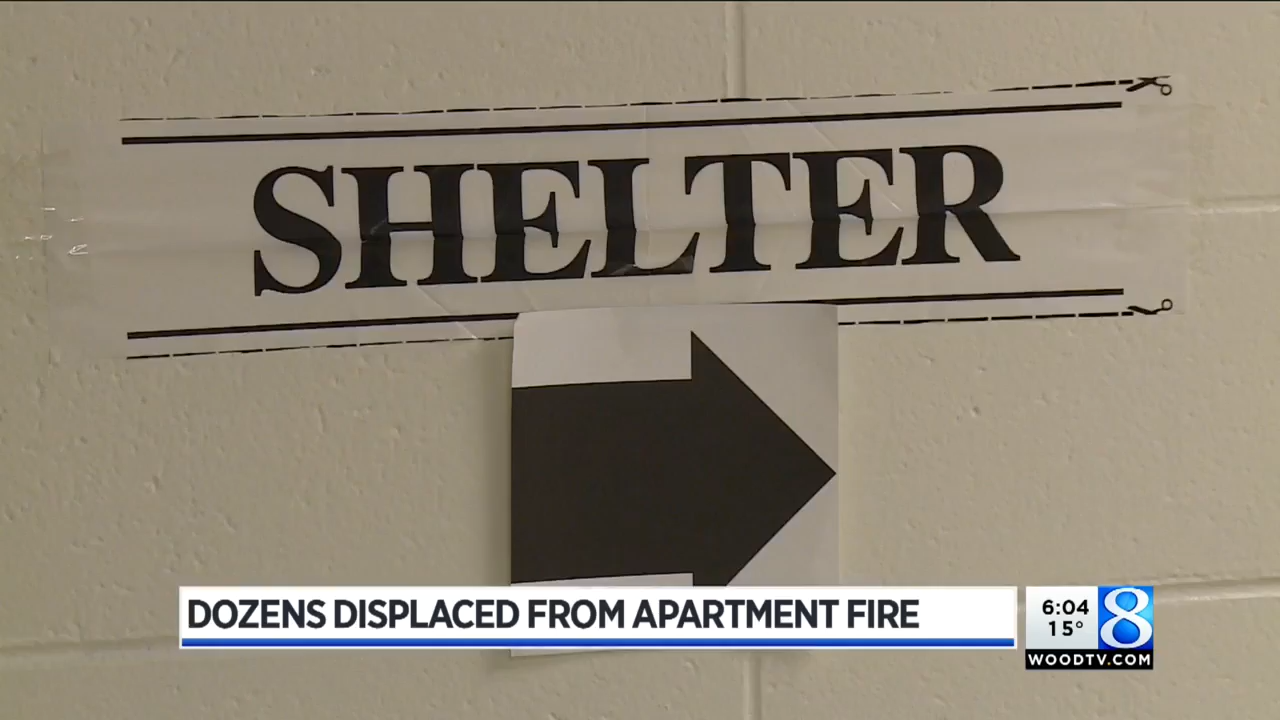 SHELTER
DOZENS DISPLACED FROM APARTMENT FIRE
6:04
15°
8
WOODTV.COM